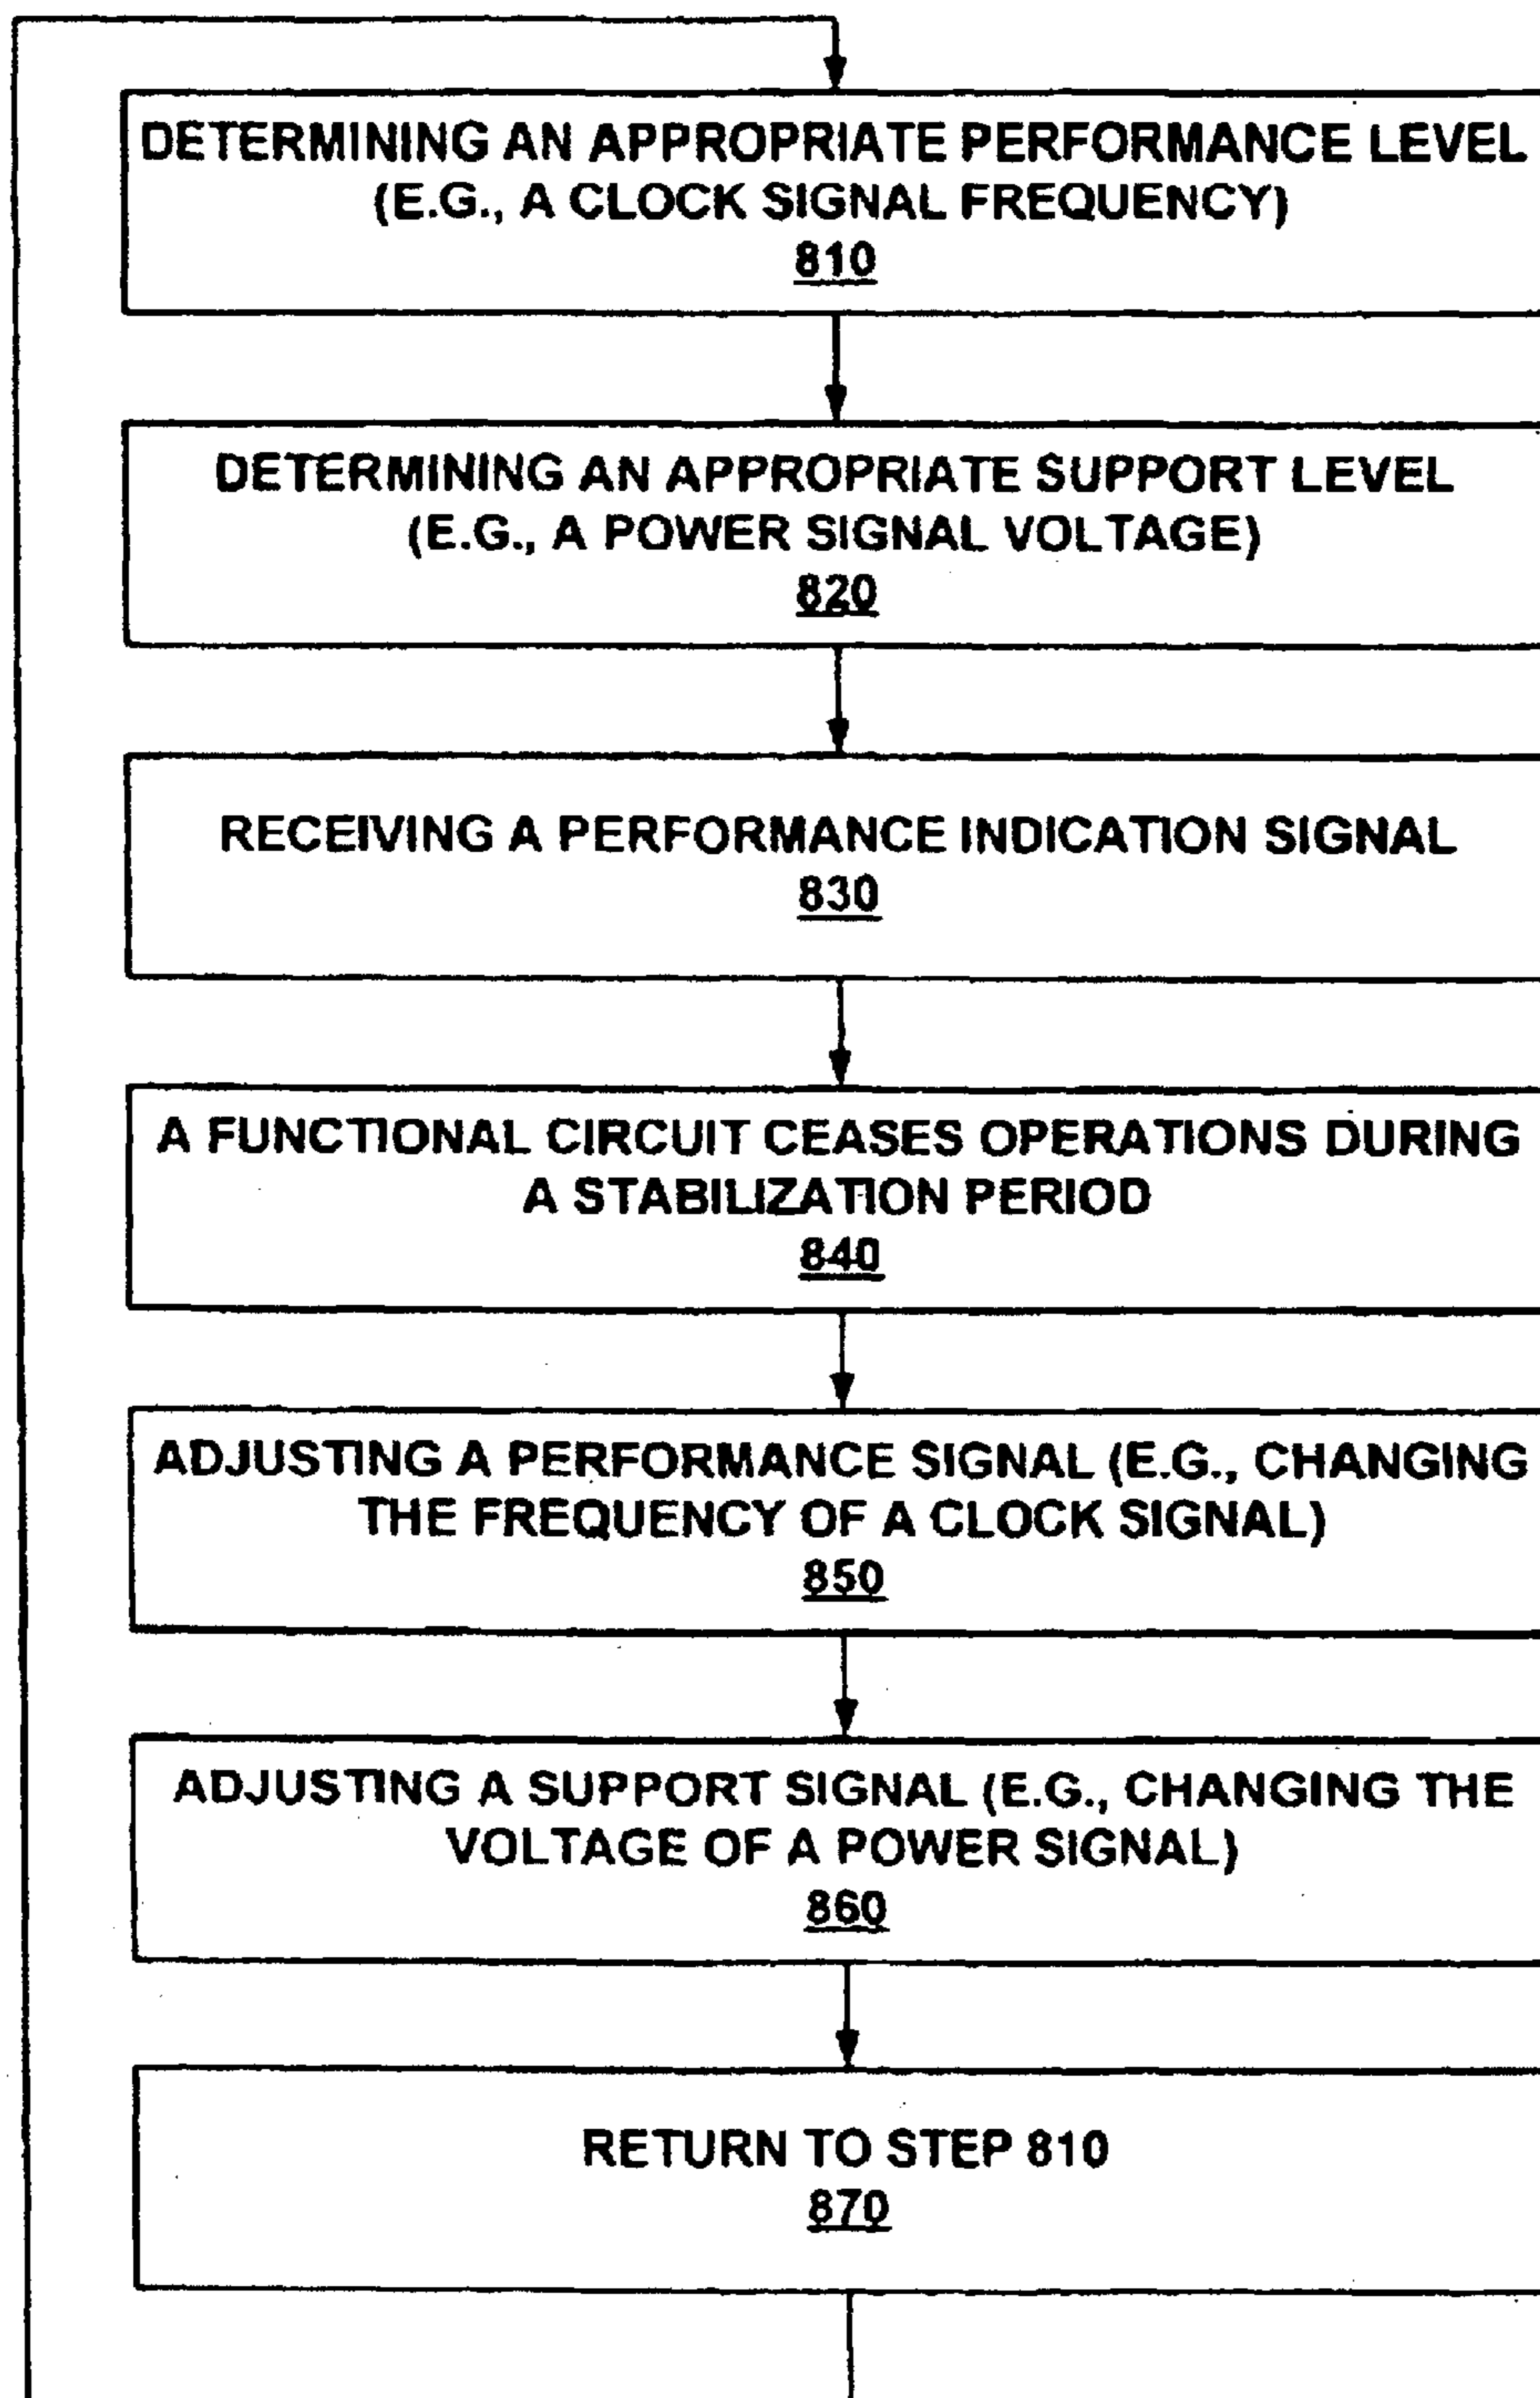 DETERMINING AN APPROPRIATE PERFORMANCE LEVEL
(E.G., A CLOCK SIGNAL FREQUENCY)
810
DETERMINING AN APPROPRIATE SUPPORT LEVEL
(E.G., A POWER SIGNAL VOLTAGE)
820
RECEIVING A PERFORMANCE INDICATION SIGNAL
830
A FUNCTIONAL CIRCUIT CEASES OPERATIONS DURING
A STABILIZATION PERIOD
840
ADJUSTING A PERFORMANCE SIGNAL (E.G., CHANGING
THE FREQUENCY OF A CLOCK SIGNAL)
850
ADJUSTING A SUPPORT SIGNAL (E.G., CHANGING THE
VOLTAGE OF A POWER SIGNAL)
860
RETURN TO STEP 810
870